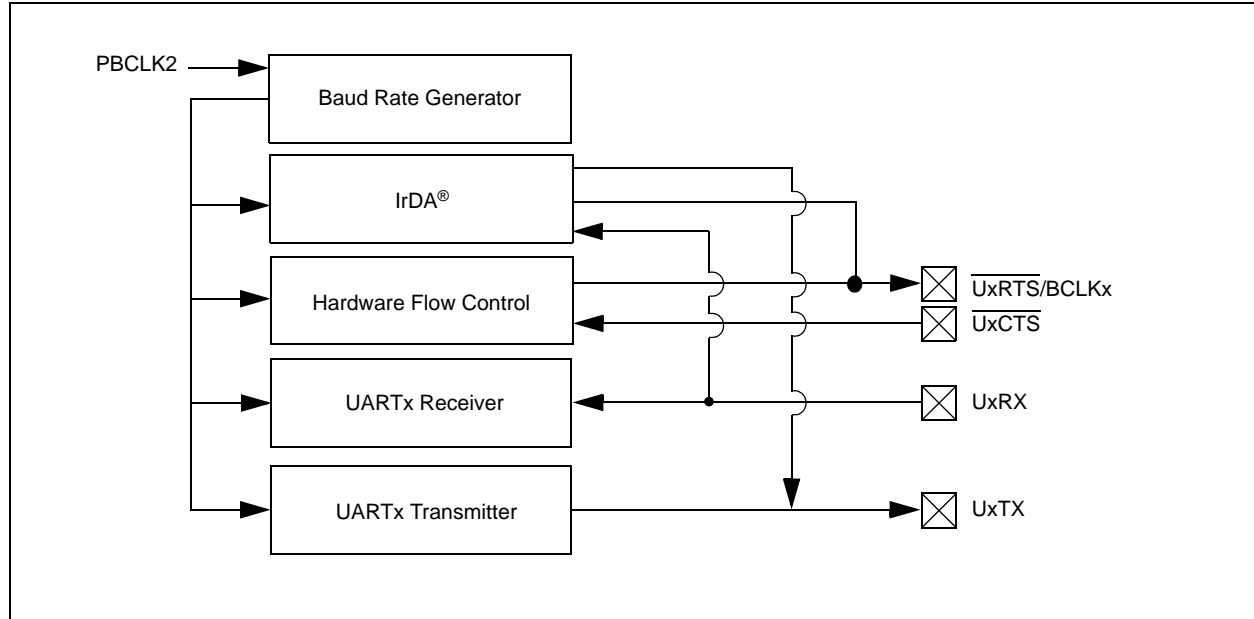 PBCLK2
Baud Rate Generator
IrDA®
Hardware Flow Control
UxRTS/BCLKx
UxCTS
UARTx Receiver
UxRX
UARTx Transmitter
UxTX